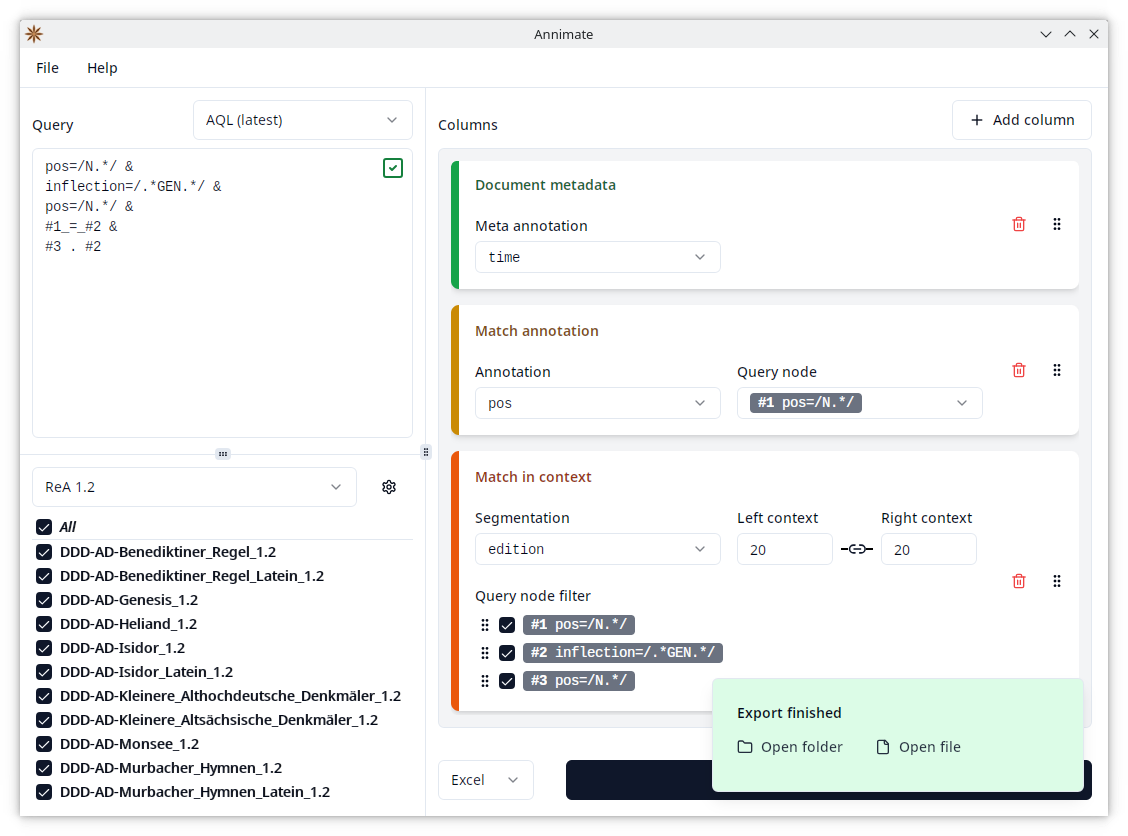 Annimate
File Help
Query
AQL (latest)
pos=/N.*/ &
inflection=/.*GEN.*/ &
pos=/N.*/ &
#1_=_#2 &
#3 . #2
ReA 1.2
All
DDD-AD-Benediktiner_Regel_1.2
DDD-AD-Benediktiner_Regel_Latein_1.2
DDD-AD-Genesis_1.2
DDD-AD-Heliand_1.2
DDD-AD-Isidor_1.2
DDD-AD-Isidor_Latein_1.2
DDD-AD-Kleinere_Althochdeutsche_Denkmäler_1.2
DDD-AD-Kleinere_Altsächsische_Denkmäler_1.2
DDD-AD-Monsee_1.2
DDD-AD-Murbacher_Hymnen_1.2
DDD-AD-Murbacher_Hymnen_Latein_1.2
Columns
Add column
Document metadata
Meta annotation
time
Match annotation
Annotation Query node
pos #1 pos=/N.*/
Match in context
Segmentation Left context Right context
edition 20 20
Query node filter
#1 pos=/N.*/
#2 inflection=/.*GEN.*/
#3 pos=/N.*/
Export finished
Open folder Open file
Excel